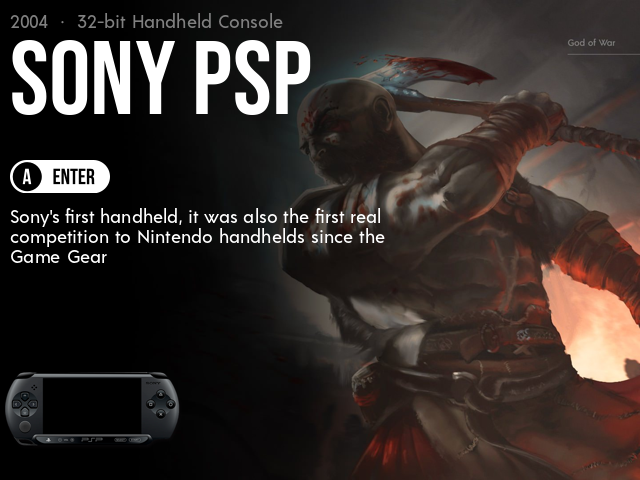 2004 · 32-bit Handheld Console
SONY PSP
God of War
A ENTER
Sony's first handheld, it was also the first real
competition to Nintendo handhelds since the
Game Gear
PSP